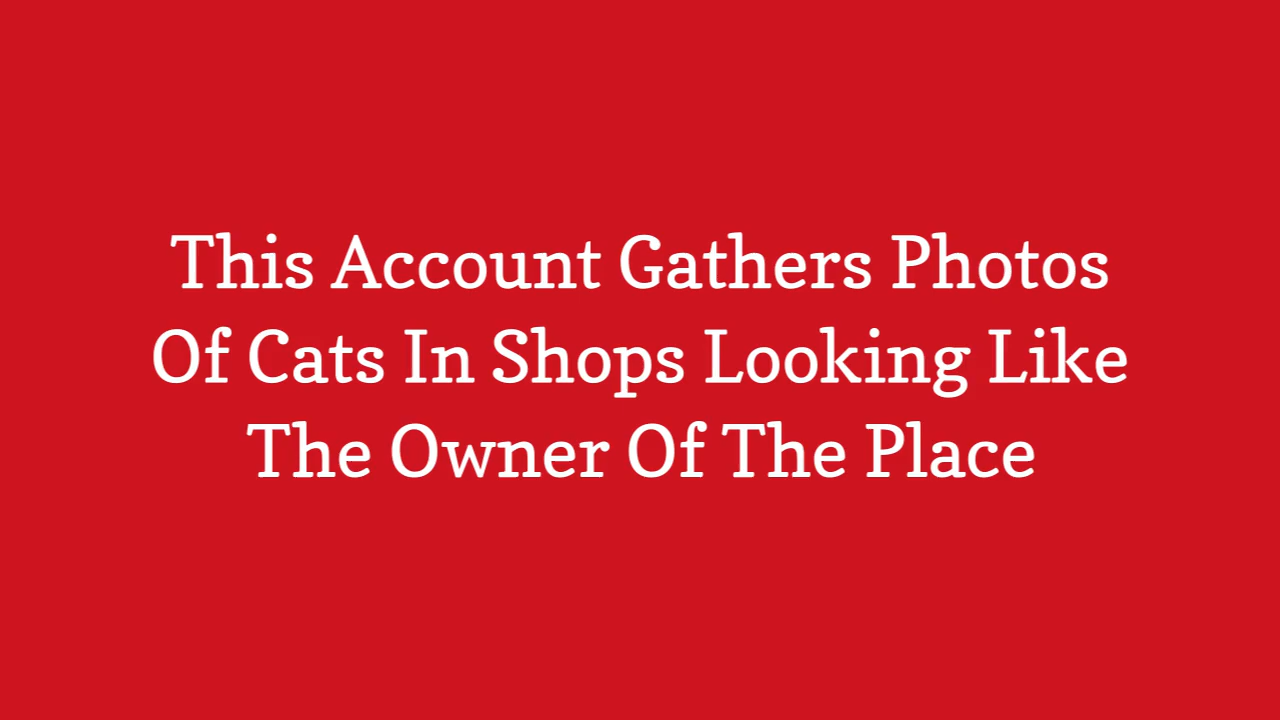 This Account Gathers Photos
Of Cats In Shops Looking Like
The Owner Of The Place